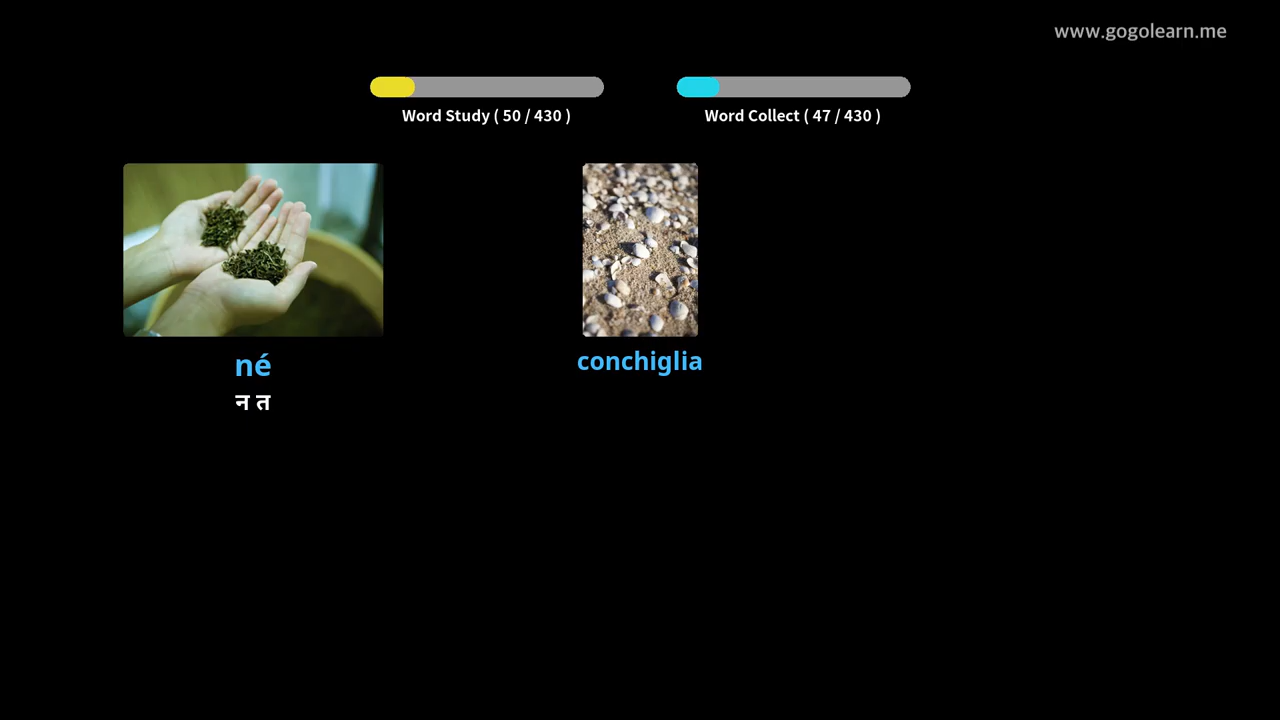 www.gogolearn.me
Word Study ( 50 / 430 )
Word Collect ( 47 / 430 )
né
न त
conchiglia